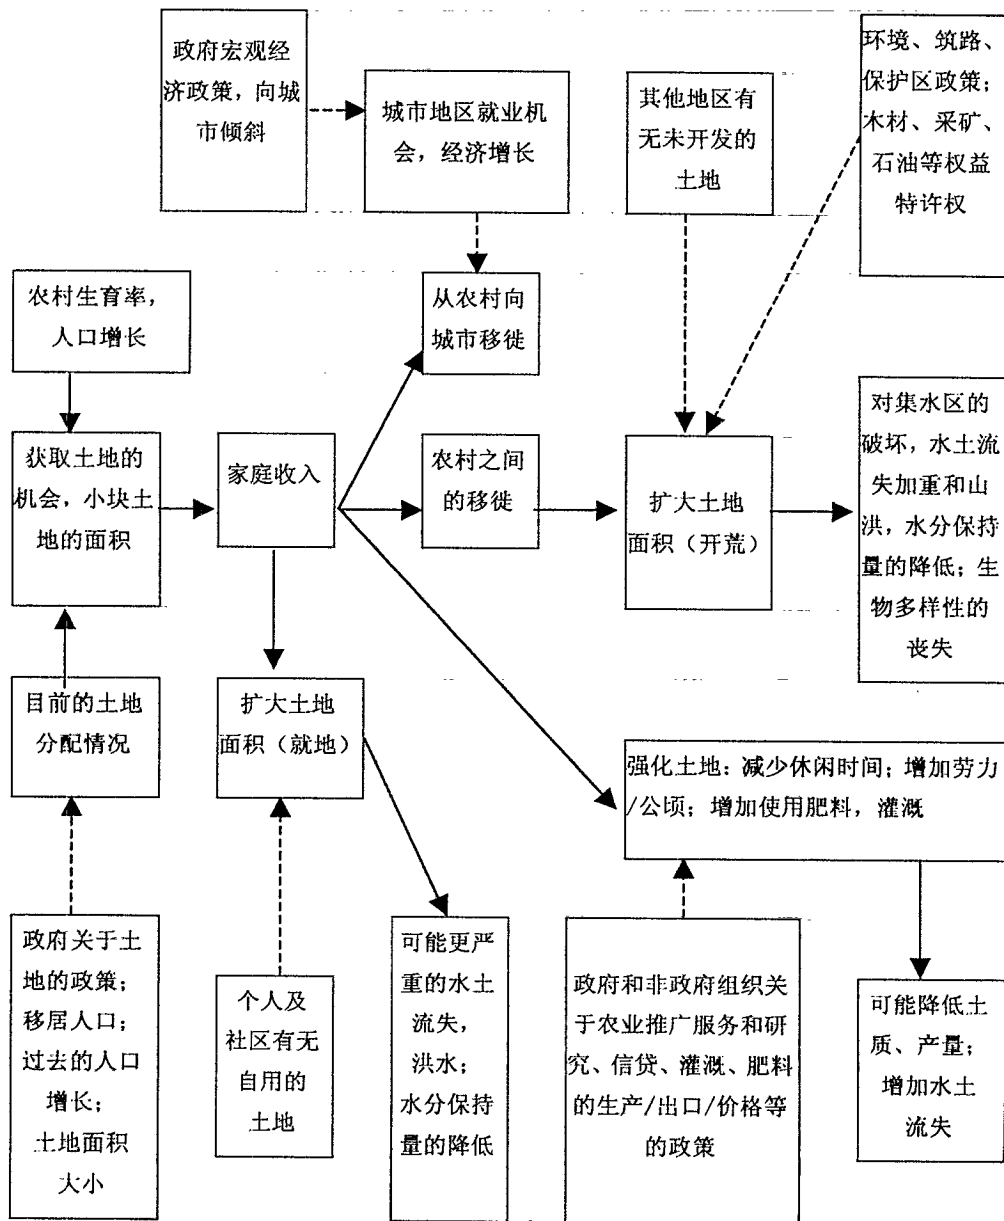 政府宏观经
济政策，向城
市倾斜
城市地区就业机
会，经济增长
其他地区有
无未开发的
土地
环境、筑路、
保护区政策；
木材、采矿、
石油等权益
特许权
农村生育率，
人口增长
从农村向
城市移徙
获取土地的
机会，小块土
地的面积
家庭收入
农村之间
的移徙
扩大土地
面积（开荒）
对集水区的
破坏，水土流
失加重和山
洪，水分保持
量的降低；生
物多样性的
丧失
目前的土地
分配情况
扩大土地
面积（就地）
强化土地：减少休闲时间；增加劳力
/公顷；增加使用肥料，灌溉
政府关于土
地的政策；
移居人口；
过去的人口
增长；
土地面积
大小
个人及
社区有无
自用的
土地
可能更严
重的水土
流失，
洪水；
水分保持
量的降低
政府和非政府组织关
于农业推广服务和研
究、信贷、灌溉、肥料
的生产/出口/价格等
的政策
可能降低土
质、产量；
增加水土
流失